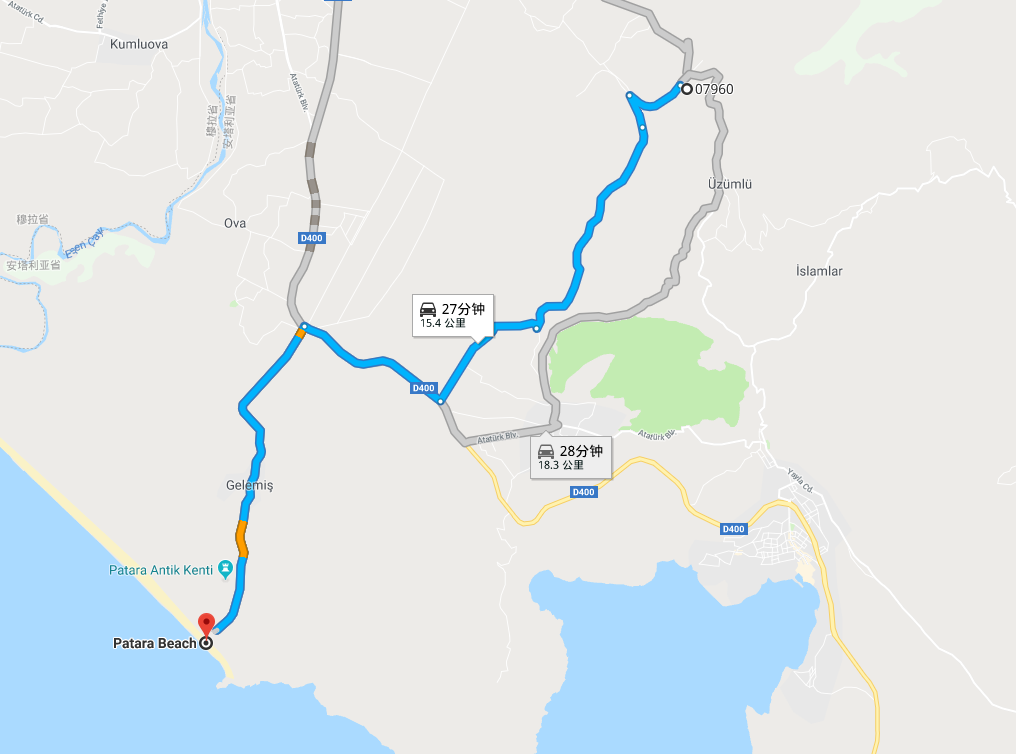 Atatürk Cd.
Fethiye
Kumluova
Atatürk Blv.
穆拉省
安塔利亚省
07960
Üzümlü
穆拉省
Ova
D400
Eşen Çayı
安塔利亚省
İslamlar
27分钟
15.4 公里
D400
Atatürk Blv.
Atatürk Blv.
28分钟
18.3 公里
Yayla Cd.
Gelemiş
D400
D400
Patara Antik Kenti
Patara Beach